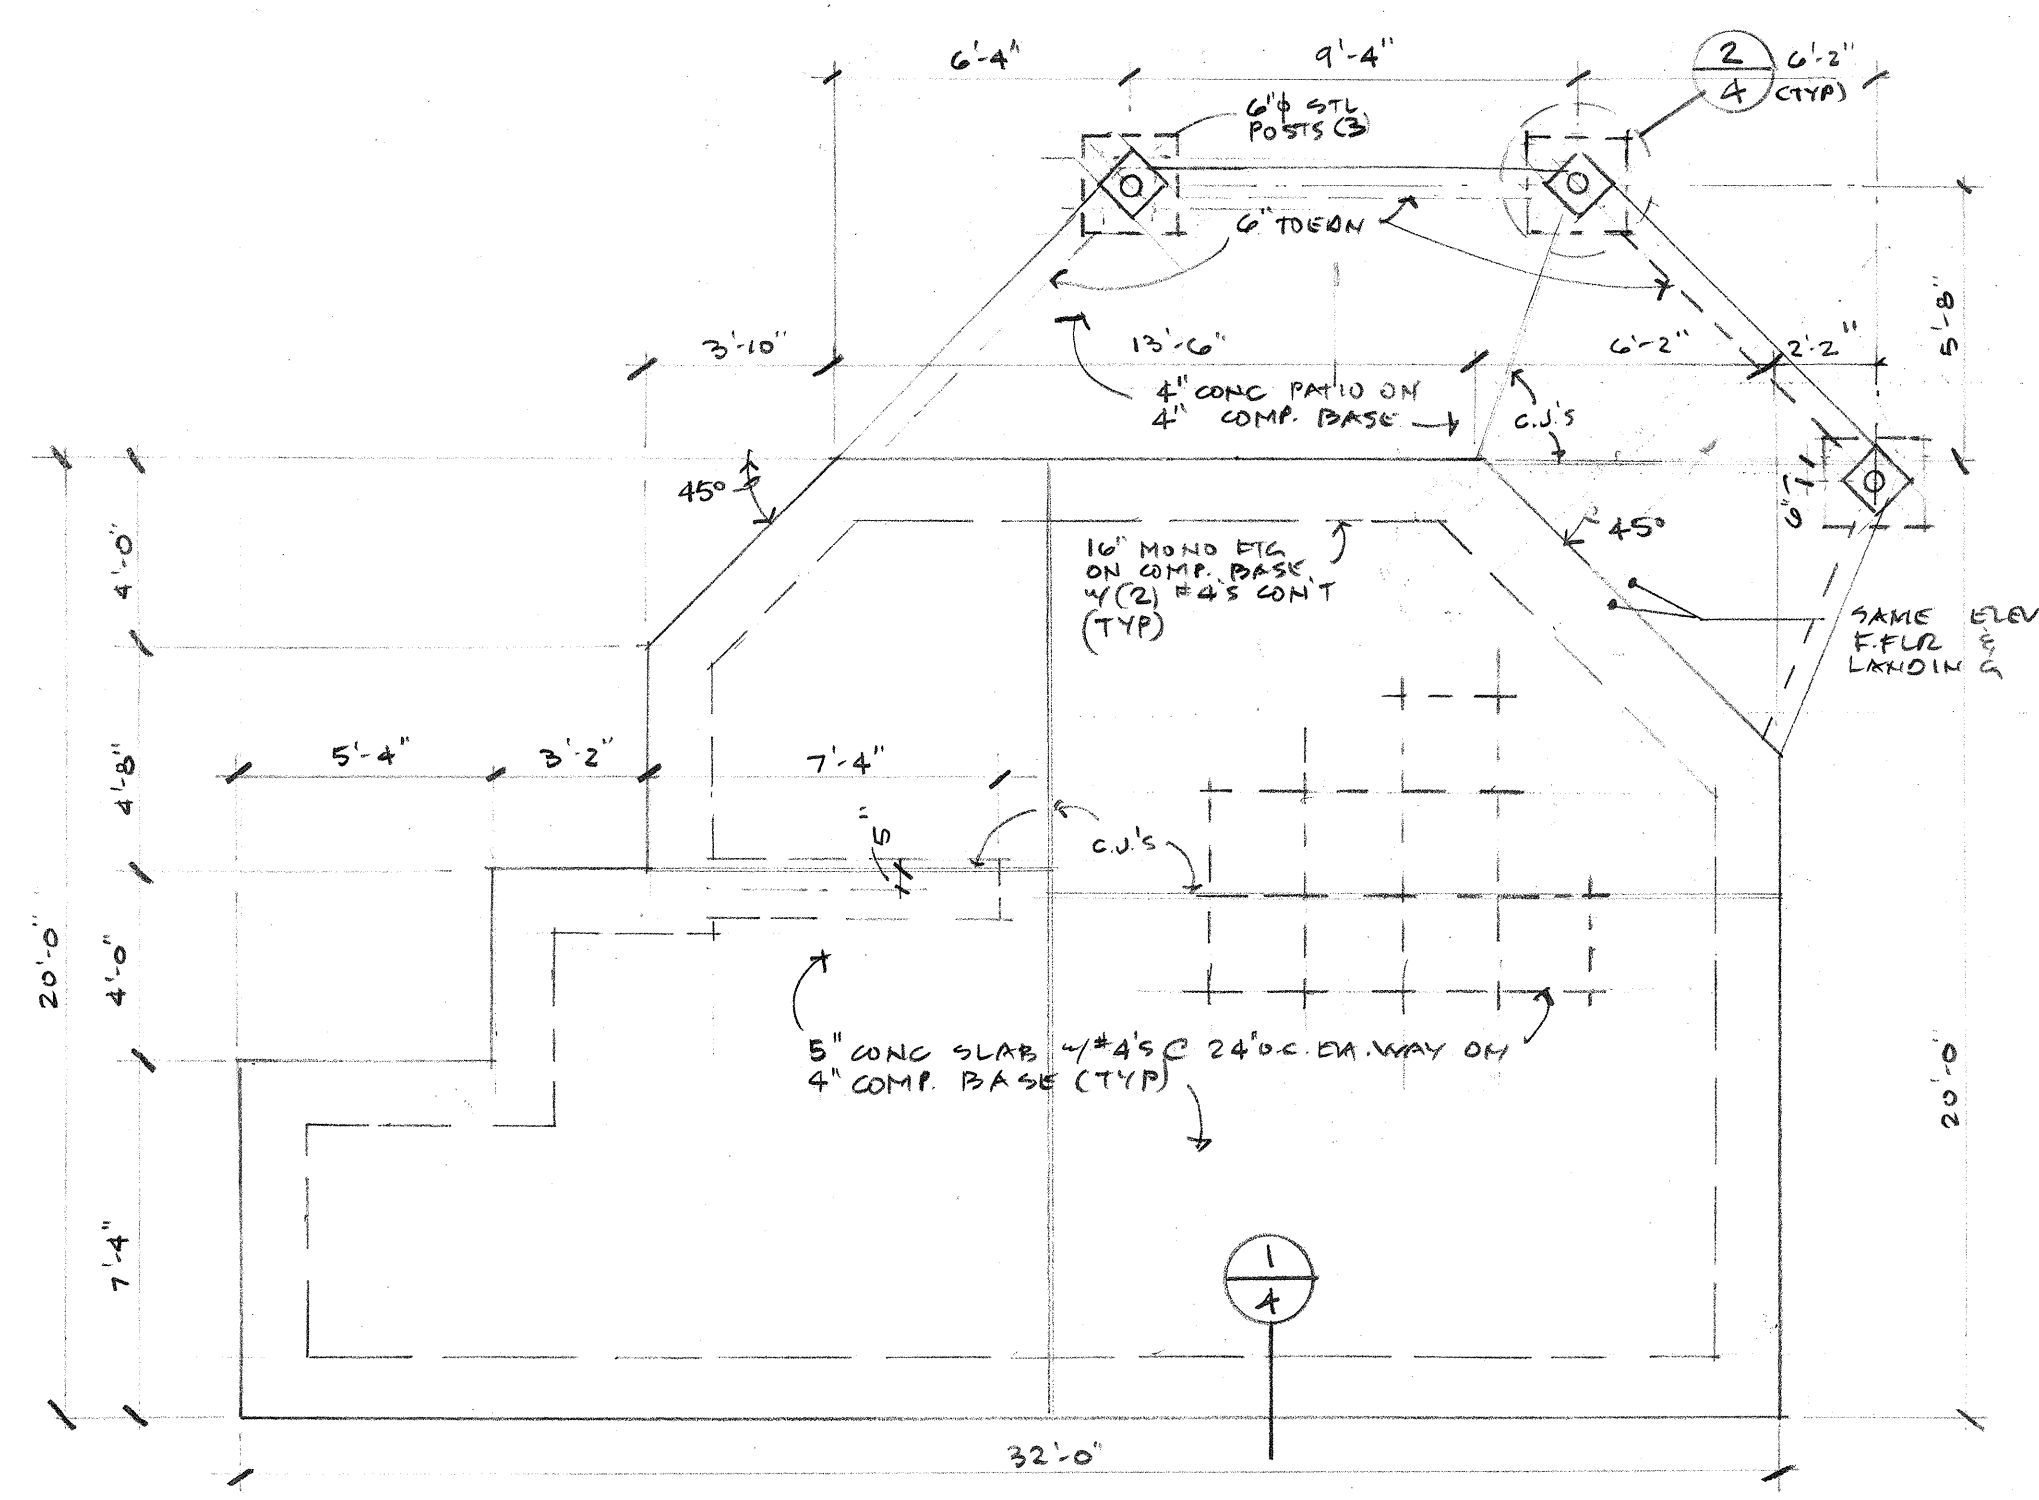 6'-4"
9'-4"
2
4
6'-2"
(TYP)
6"ϕ STL
POSTS (3)
6" TDEDN
5'-8"
3'-10"
13'-6"
6'-2"
2'-2"
4" CONC PATIO ON
4" COMP. BASE
C.J.'S
45°
6"
45°
4'-0"
16" MONO FTG
ON COMP. BASE
W/(2) #4'S CON'T
(TYP)
SAME ELEV
F.FLR &
LANDING
5'-4"
3'-2"
7'-4"
4'-8"
5"
C.J.'S
20'-0"
4'-0"
5" CONC SLAB W/ #4'S @ 24" O.C. EA. WAY ON
4" COMP. BASE (TYP)
20'-0"
7'-4"
1
4
32'-0"